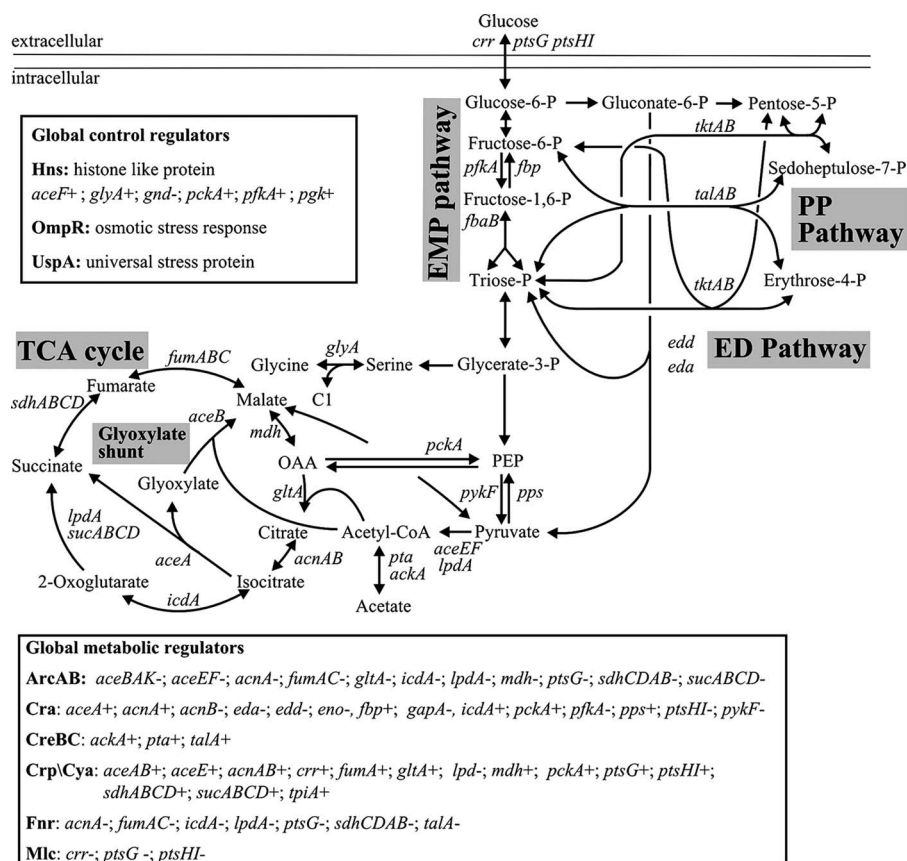 Glucose
extracellular
crr ptsG ptsHI
intracellular
Glucose-6-P
Gluconate-6-P
Pentose-5-P
Global control regulators
Hns: histone like protein
aceF+ ; glyA+; gnd-; pckA+; pfkA+ ; pgk+
OmpR: osmotic stress response
UspA: universal stress protein
EMP pathway
tktAB
Fructose-6-P
pfkA
fbp
Sedoheptulose-7-P
Fructose-1,6-P
talAB
fbaB
PP
Pathway
Triose-P
tktAB
Erythrose-4-P
edd
eda
ED Pathway
TCA cycle
fumABC
Glycine
glyA
Serine
Glycerate-3-P
Fumarate
C1
sdhABCD
aceB
Malate
Glyoxylate
shunt
mdh
pckA
Succinate
OAA
PEP
Glyoxylate
gltA
pykF
pps
lpdA
sucABCD
Citrate
Acetyl-CoA
Pyruvate
aceEF
lpdA
aceA
acnAB
pta
ackA
2-Oxoglutarate
Isocitrate
icdA
Acetate
Global metabolic regulators
ArcAB: aceBAK-; aceEF-; acnA-; fumAC-; gltA-; icdA-; lpdA-; mdh-; ptsG-; sdhCDAB-; sucABCD-
Cra: aceA+; acnA+; acnB-; eda-; edd-; eno-, fbp+; gapA-, icdA+; pckA+; pfkA-; pps+; ptsHI-; pykF-
CreBC: ackA+; pta+; talA+
Crp\Cya: aceAB+; aceE+; acnAB+; crr+; fumA+; gltA+; lpd-; mdh+; pckA+; ptsG+; ptsHI+;
sdhABCD+; sucABCD+; tpiA+
Fnr: acnA-; fumAC-; icdA-; lpdA-; ptsG-; sdhCDAB-; talA-
Mlc: crr-; ptsG -; ptsHI-